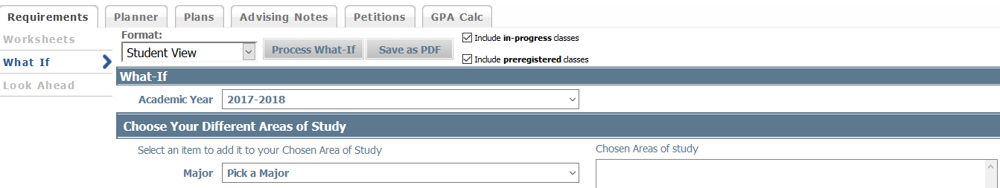 Requirements Planner Plans Advising Notes Petitions GPA Calc
Worksheets
What If
Look Ahead
Format:
Student View Process What-If Save as PDF
Include in-progress classes
Include preregistered classes
What-If
Academic Year 2017-2018
Choose Your Different Areas of Study
Select an item to add it to your Chosen Area of Study
Major Pick a Major
Chosen Areas of study